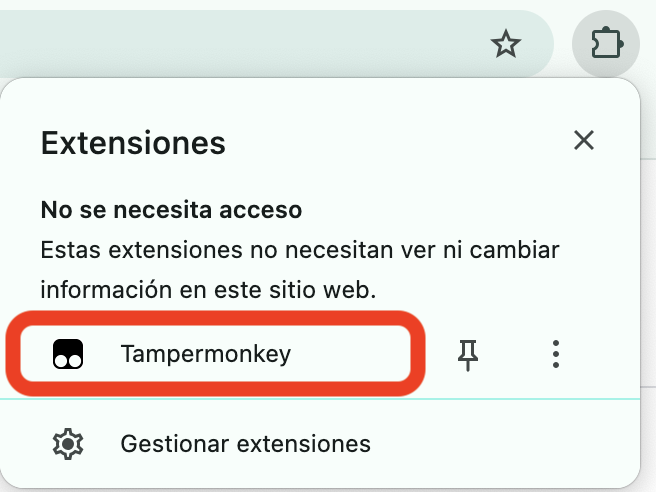 Extensiones
No se necesita acceso
Estas extensiones no necesitan ver ni cambiar
información en este sitio web.
Tampermonkey
Gestionar extensiones